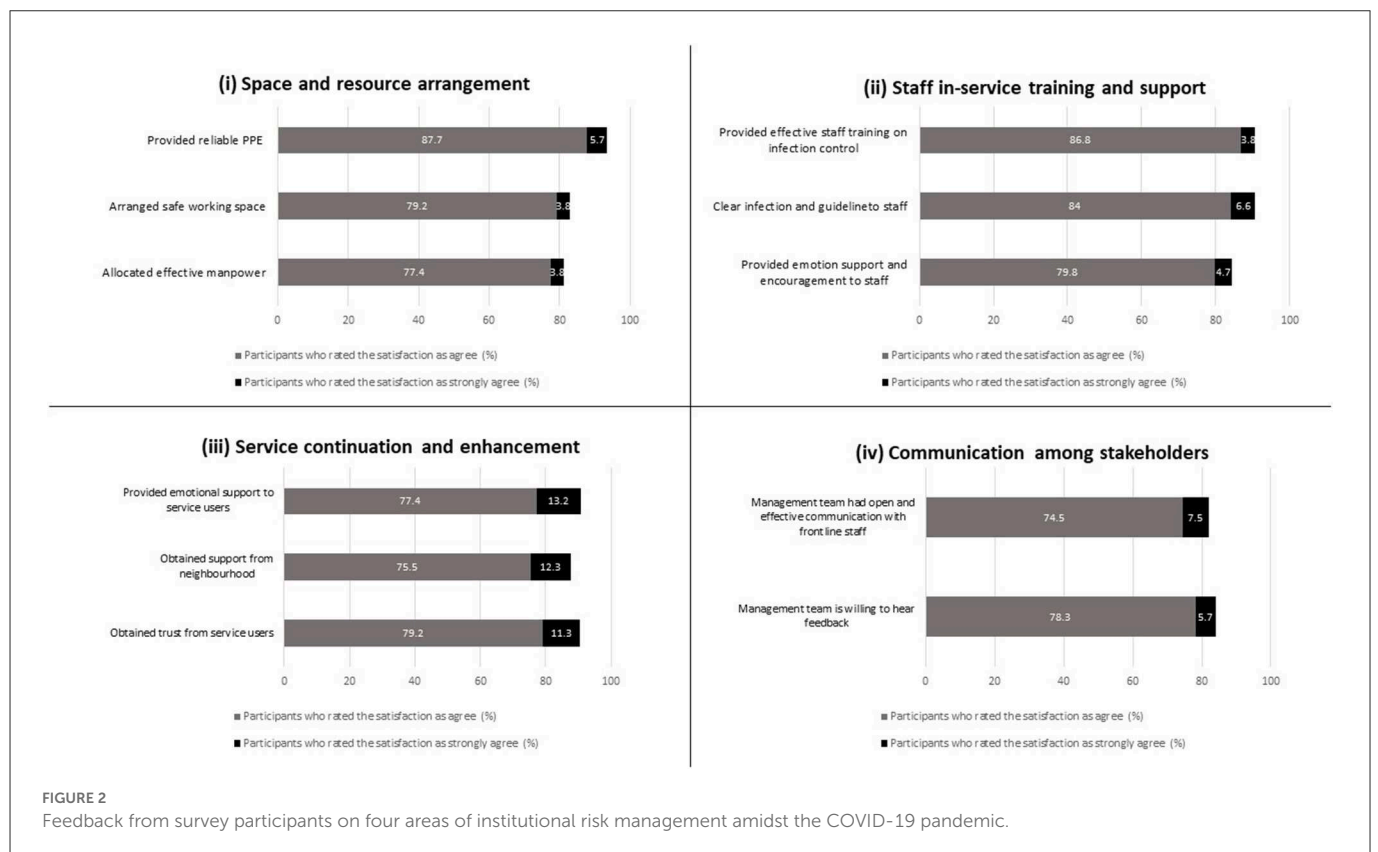 (i) Space and resource arrangement
Provided reliable PPE
87.7
5.7
Arranged safe working space
79.2
3.8
Allocated effective manpower
77.4
3.8
0 20 40 60 80 100
Participants who rated the satisfaction as agree (%)
Participants who rated the satisfaction as strongly agree (%)
(ii) Staff in-service training and support
Provided effective staff training on
infection control
86.8
3.8
Clear infection and guidelineto staff
84
6.6
Provided emotion support and
encouragement to staff
79.8
4.7
0 20 40 60 80 100
Participants who rated the satisfaction as agree (%)
Participants who rated the satisfaction as strongly agree (%)
(iii) Service continuation and enhancement
Provided emotional support to
service users
77.4
13.2
Obtained support from
neighbourhood
75.5
12.3
Obtained trust from service users
79.2
11.3
0 20 40 60 80 100
Participants who rated the satisfaction as agree (%)
Participants who rated the satisfaction as strongly agree (%)
(iv) Communication among stakeholders
Management team had open and
effective communication with
front line staff
74.5
7.5
Management team is willing to hear
feedback
78.3
5.7
0 20 40 60 80 100
Participants who rated the satisfaction as agree (%)
Participants who rated the satisfaction as strongly agree (%)
FIGURE 2
Feedback from survey participants on four areas of institutional risk management amidst the COVID-19 pandemic.